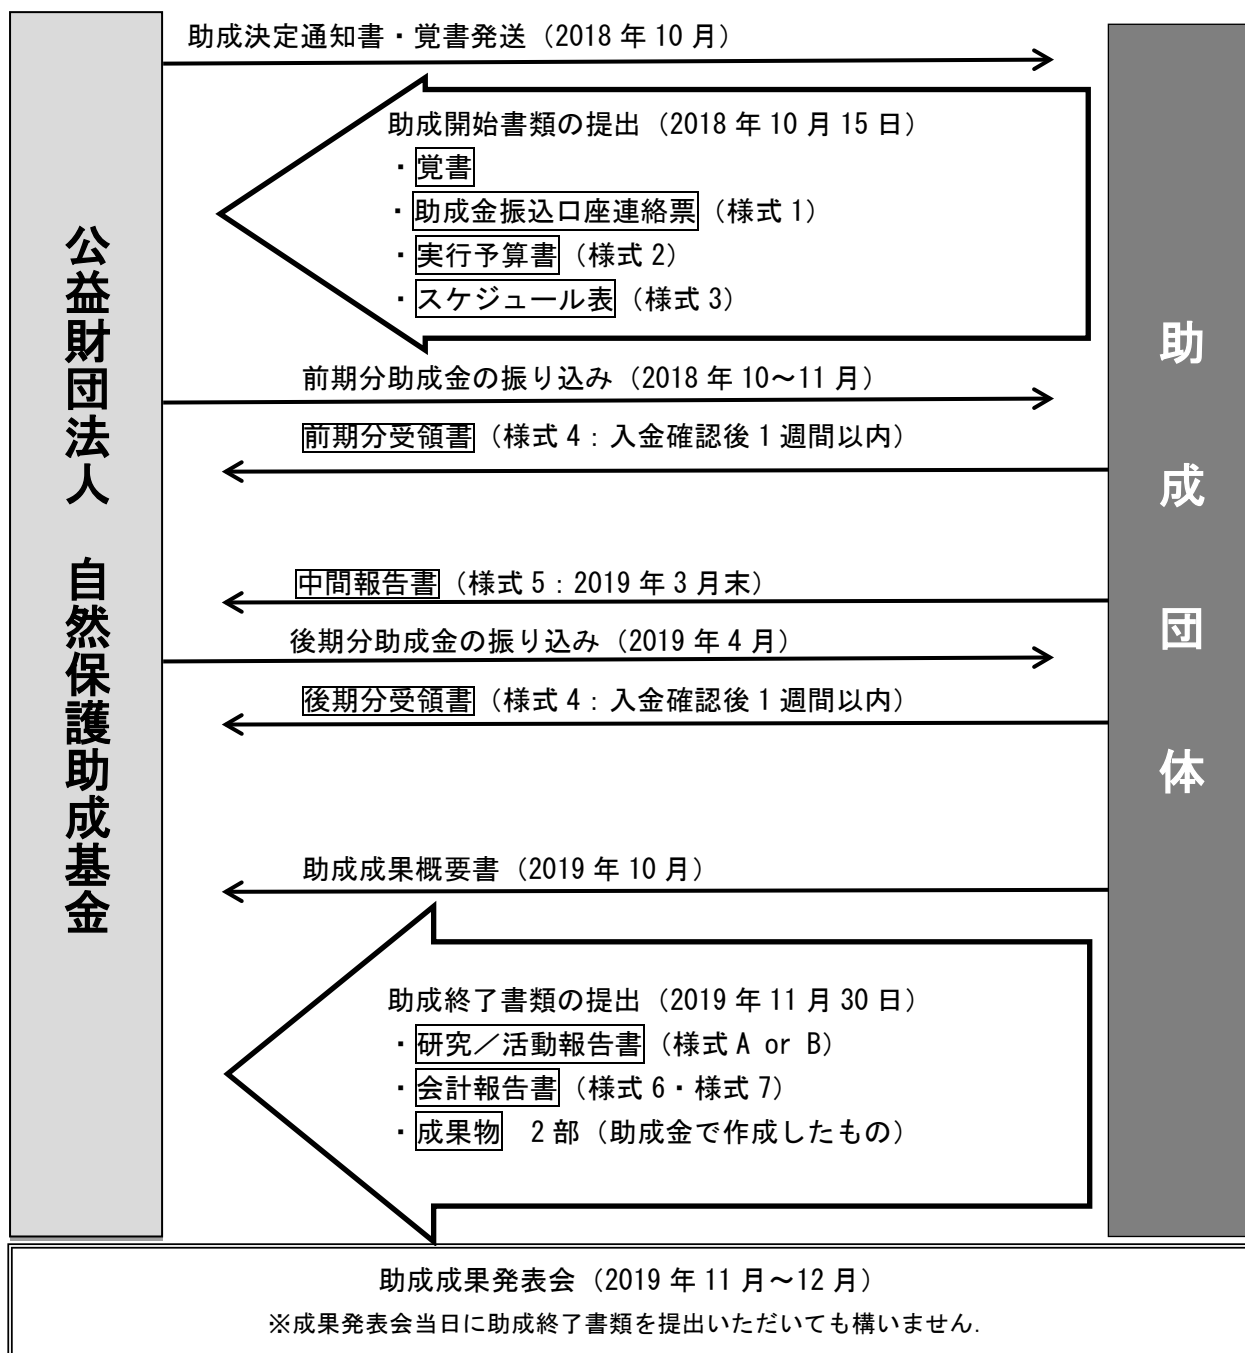 公益財団法人　自然保護助成基金
助成団体
助成決定通知書・覚書発送（2018 年 10 月）
助成開始書類の提出（2018 年 10 月 15 日）
・覚書
・助成金振込口座連絡票（様式 1）
・実行予算書（様式 2）
・スケジュール表（様式 3）
前期分助成金の振り込み（2018 年 10～11 月）
前期分受領書（様式 4：入金確認後 1 週間以内）
中間報告書（様式 5：2019 年 3 月末）
後期分助成金の振り込み（2019 年 4 月）
後期分受領書（様式 4：入金確認後 1 週間以内）
助成成果概要書（2019 年 10 月）
助成終了書類の提出（2019 年 11 月 30 日）
・研究／活動報告書（様式 A or B）
・会計報告書（様式 6・様式 7）
・成果物　2 部（助成金で作成したもの）
助成成果発表会（2019 年 11 月～12 月）
※成果発表会当日に助成終了書類を提出いただいても構いません.